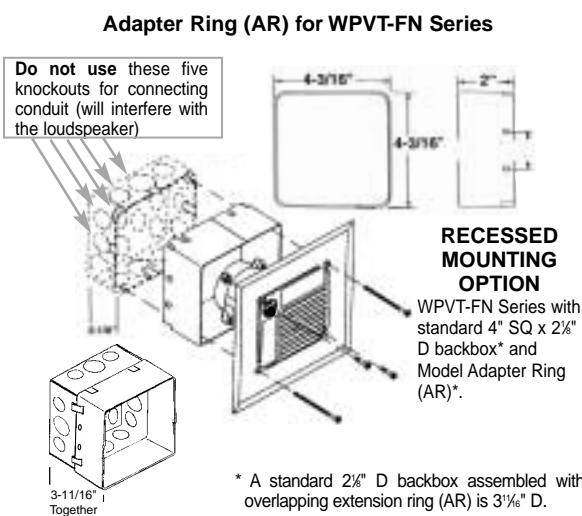 Adapter Ring (AR) for WPVT-FN Series
Do not use these five
knockouts for connecting
conduit (will interfere with
the loudspeaker)
4-3/16"
2"
4-3/16"
RECESSED
MOUNTING
OPTION
WPVT-FN Series with
standard 4" SQ x 2⅛"
D backbox* and
Model Adapter Ring
(AR)*.
3-11/16"
Together
* A standard 2⅛" D backbox assembled with
overlapping extension ring (AR) is 3¹¹⁄₁₆" D.